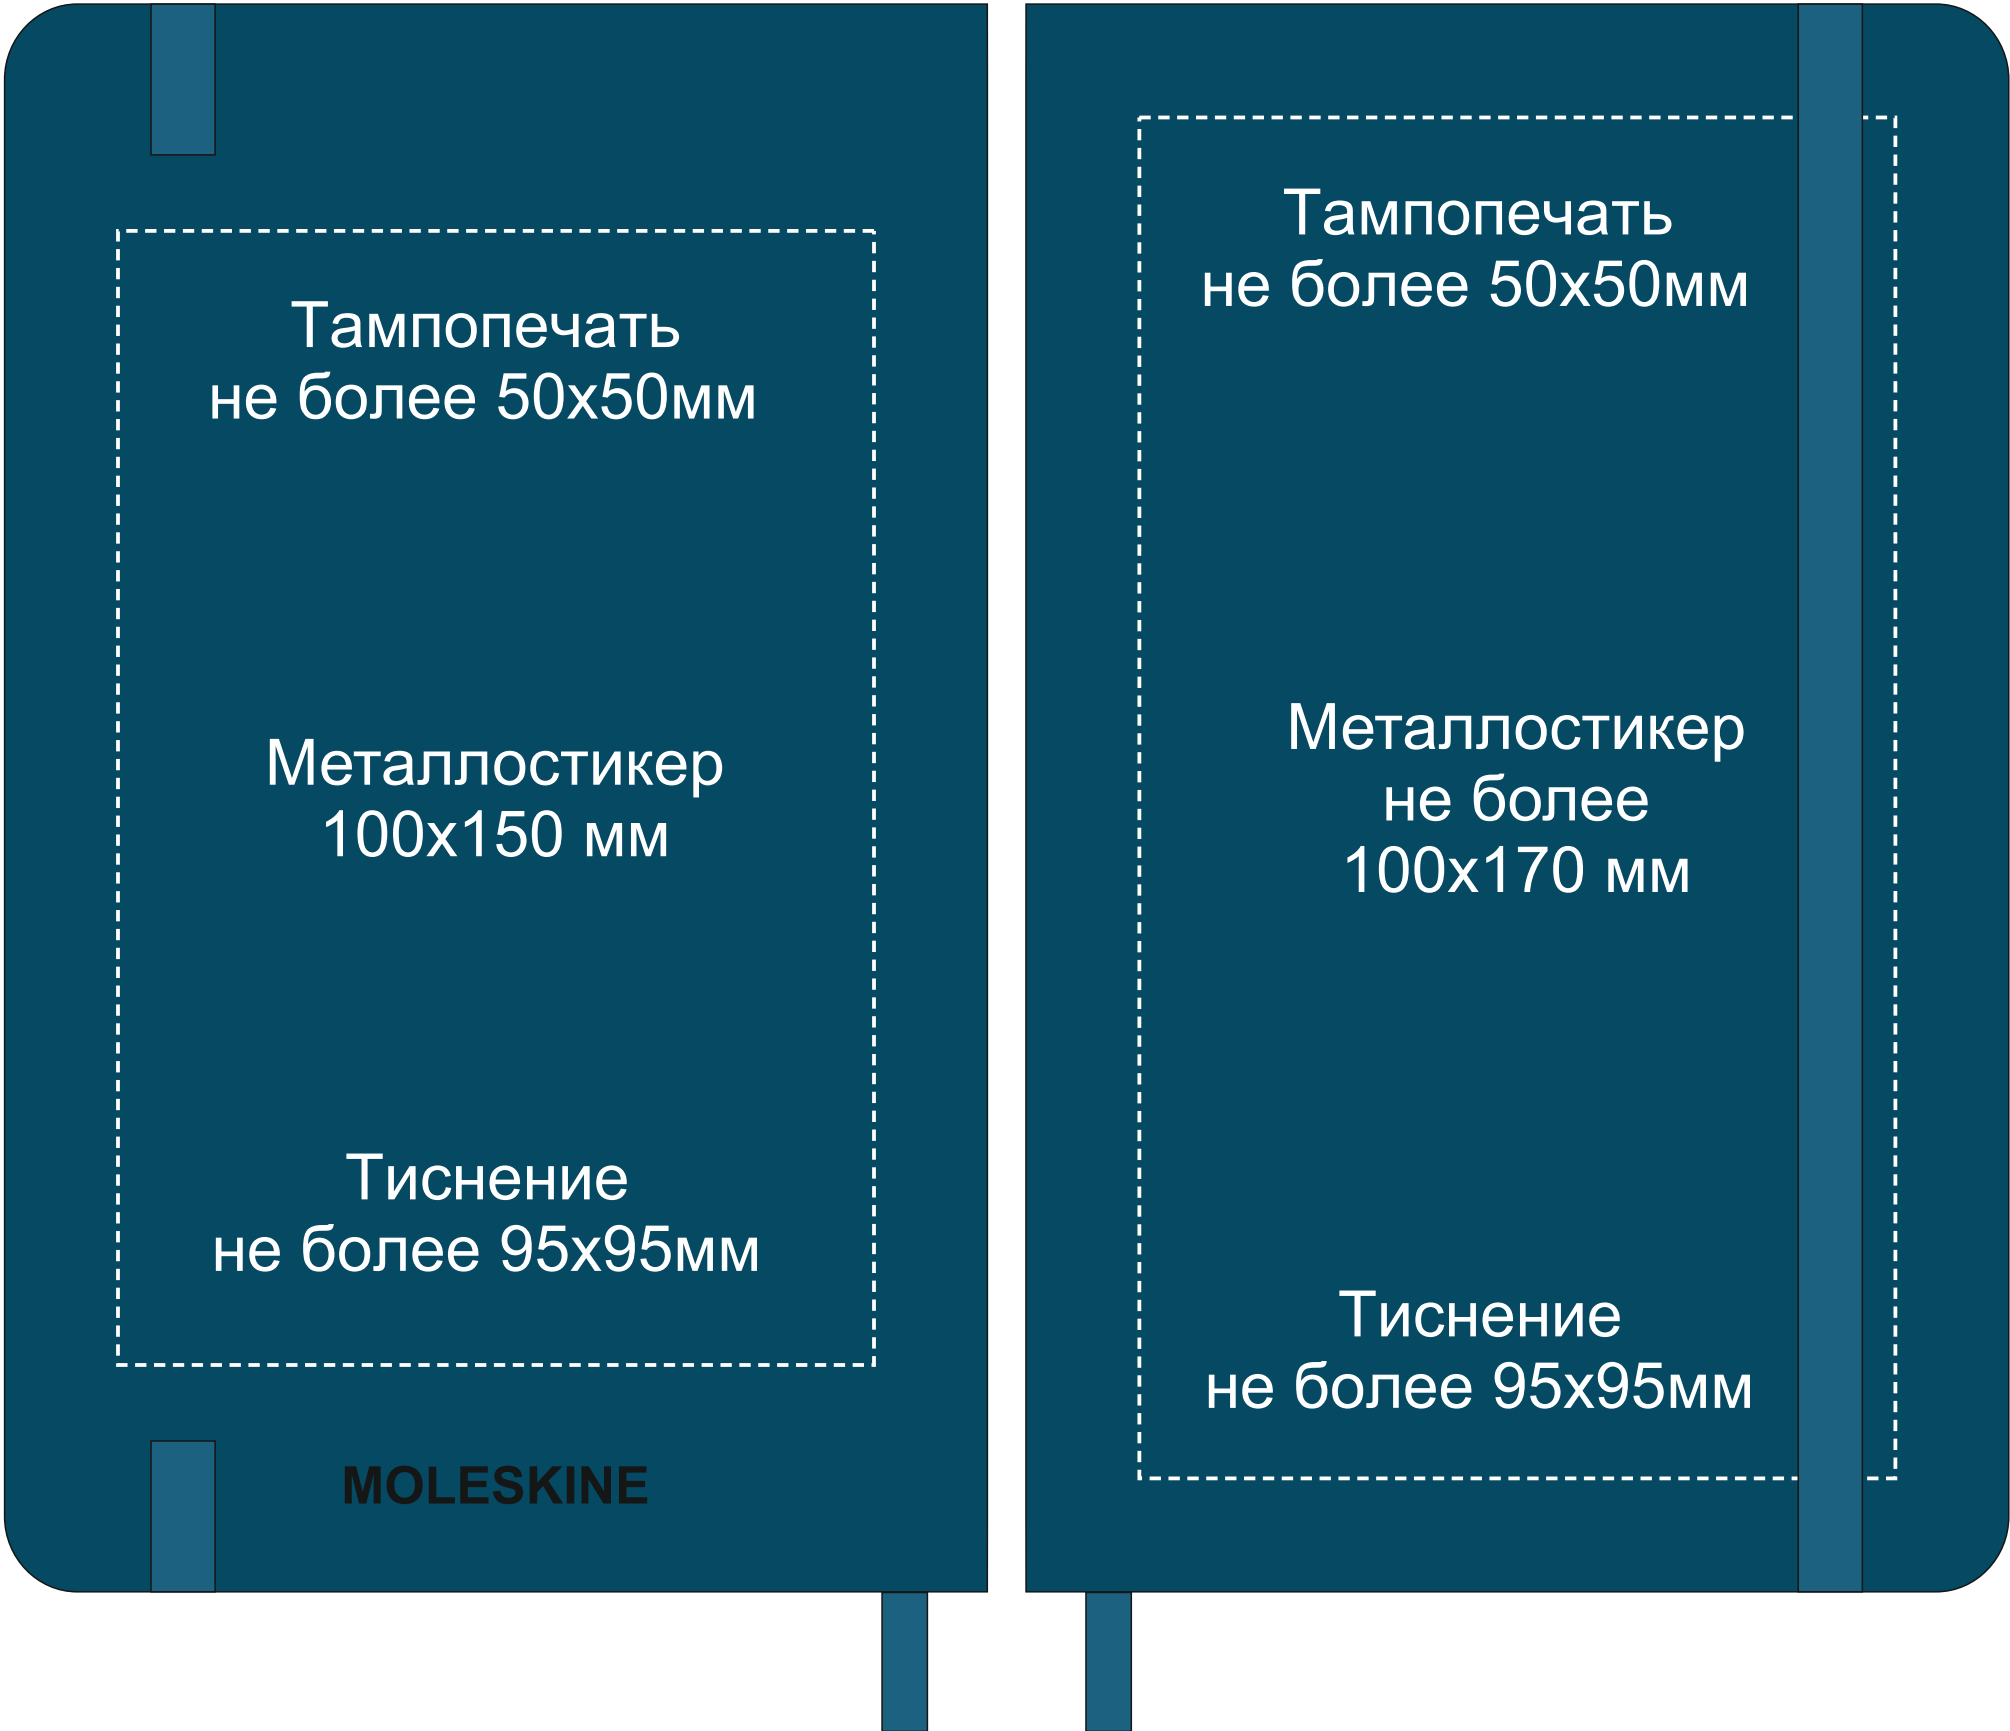 Тампопечать
не более 50х50мм
Металлостикер
100х150 мм
Тиснение
не более 95х95мм
MOLESKINE
Тампопечать
не более 50х50мм
Металлостикер
не более
100х170 мм
Тиснение
не более 95х95мм